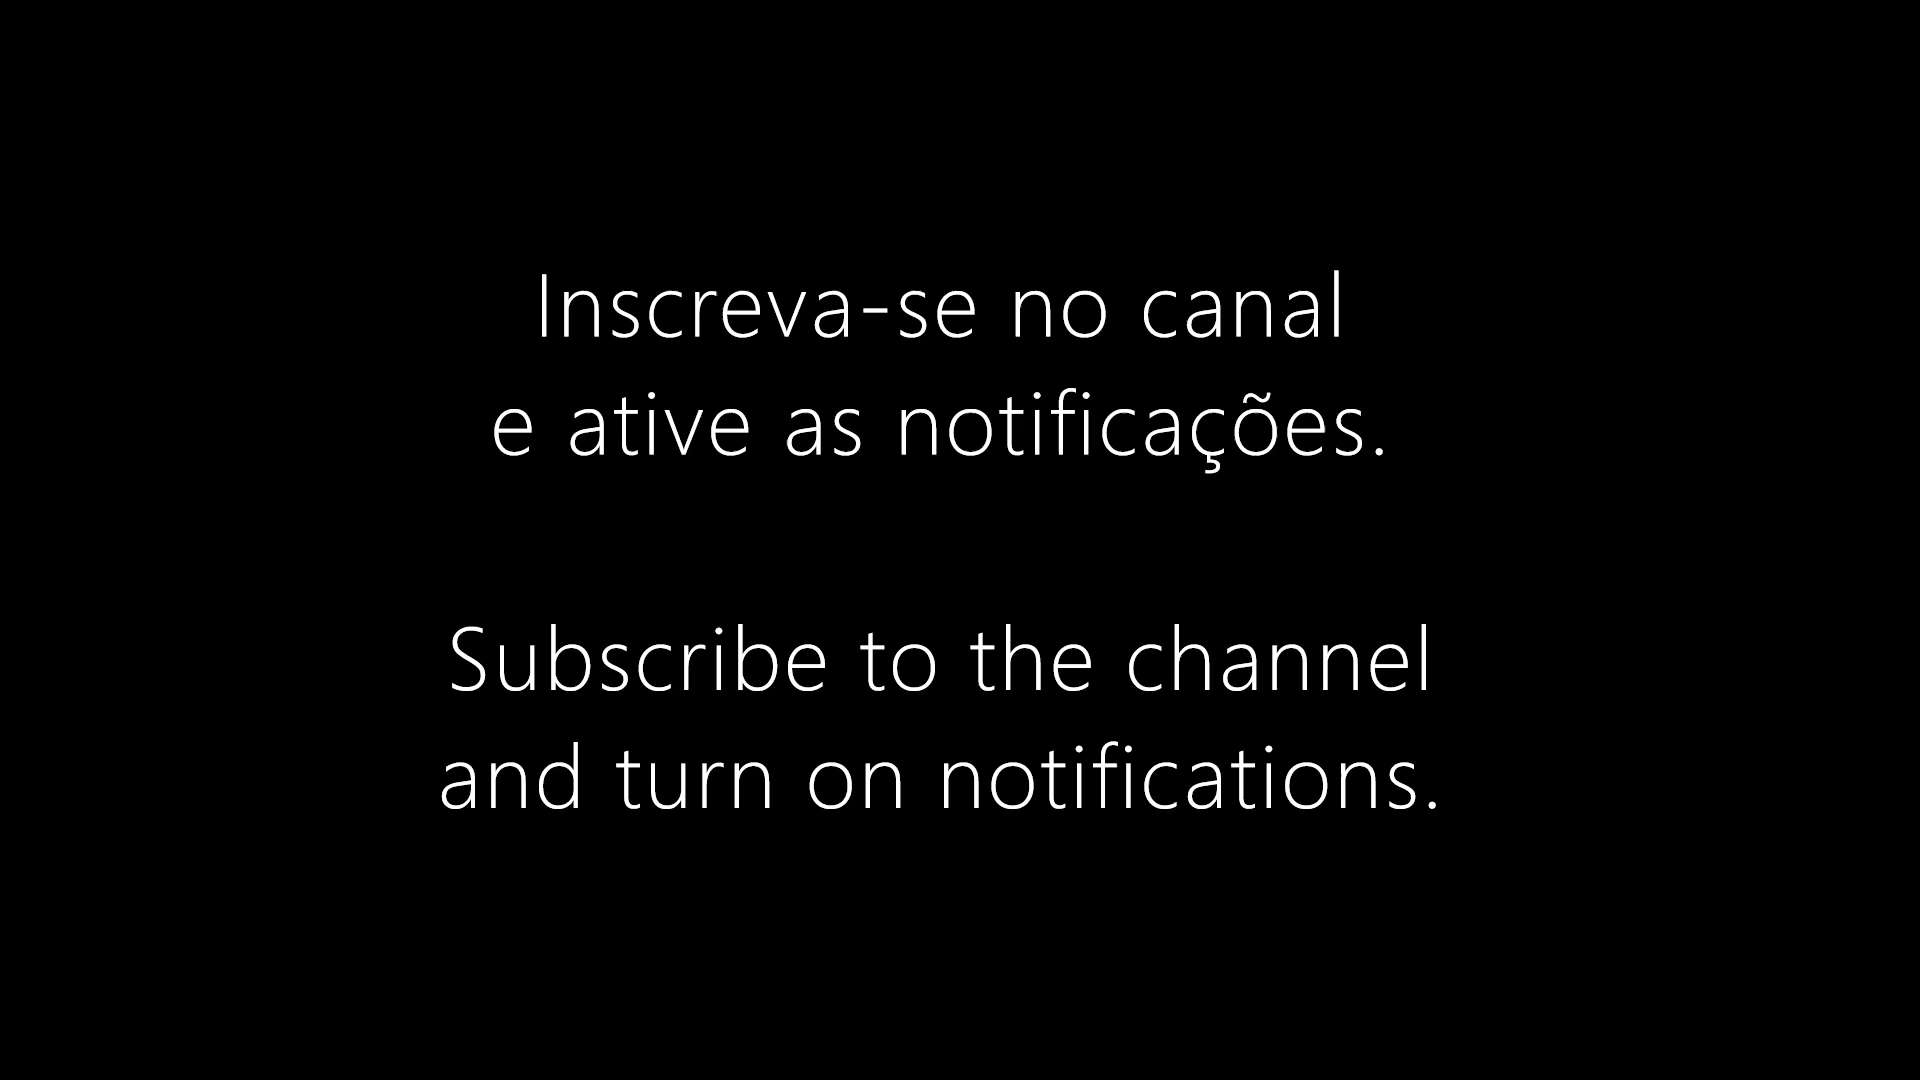 Inscreva-se no canal
e ative as notificações.
Subscribe to the channel
and turn on notifications.